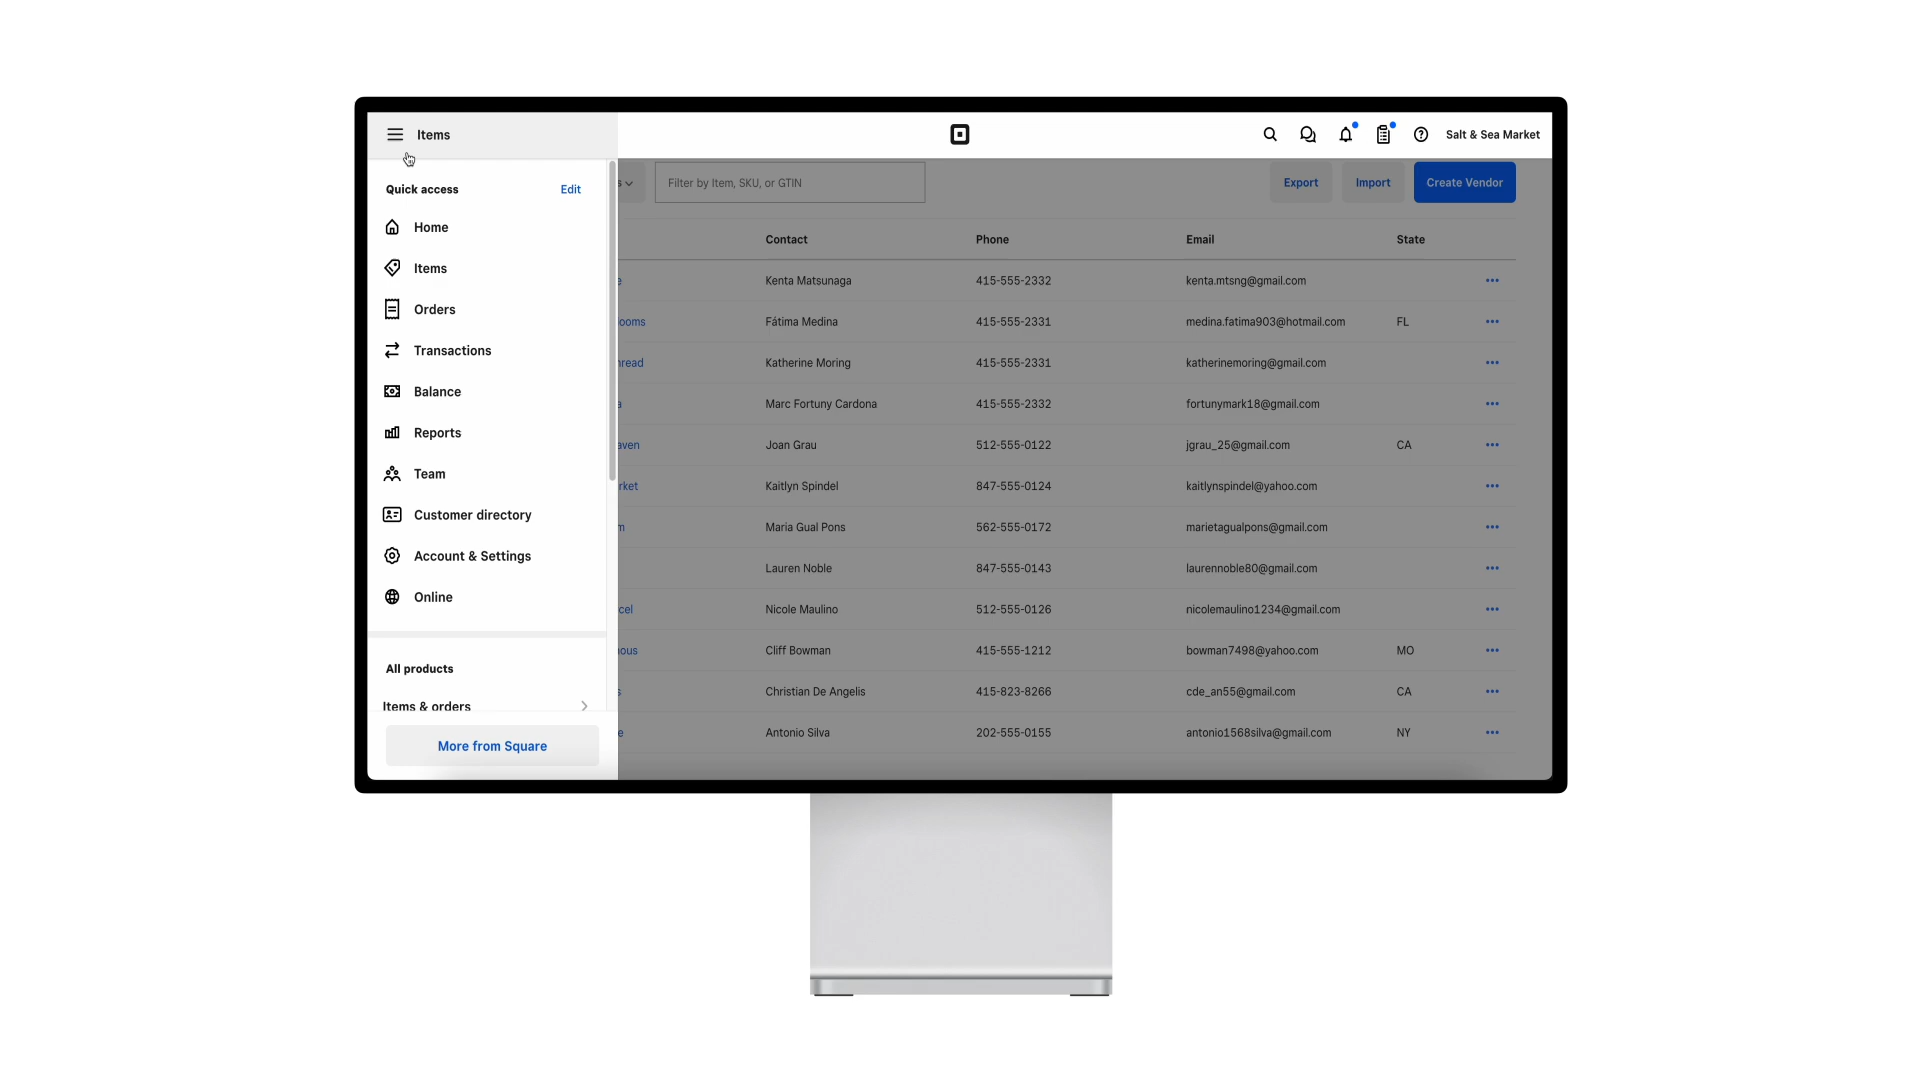 Items
Salt & Sea Market
Quick access Edit
Home
Items
Orders
Transactions
Balance
Reports
Team
Customer directory
Account & Settings
Online
All products
Items & orders
More from Square
Filter by Item, SKU, or GTIN
Export Import Create Vendor
Contact Phone Email State
Kenta Matsunaga 415-555-2332 kenta.mtsng@gmail.com
ooms Fátima Medina 415-555-2331 medina.fatima903@hotmail.com FL
read Katherine Moring 415-555-2331 katherinemoring@gmail.com
Marc Fortuny Cardona 415-555-2332 fortunymark18@gmail.com
aven Joan Grau 512-555-0122 jgrau_25@gmail.com CA
rket Kaitlyn Spindel 847-555-0124 kaitlynspindel@yahoo.com
m Maria Gual Pons 562-555-0172 marietagualpons@gmail.com
Lauren Noble 847-555-0143 laurennoble80@gmail.com
cel Nicole Maulino 512-555-0126 nicolemaulino1234@gmail.com
ious Cliff Bowman 415-555-1212 bowman7498@yahoo.com MO
s Christian De Angelis 415-823-8266 cde_an55@gmail.com CA
e Antonio Silva 202-555-0155 antonio1568silva@gmail.com NY